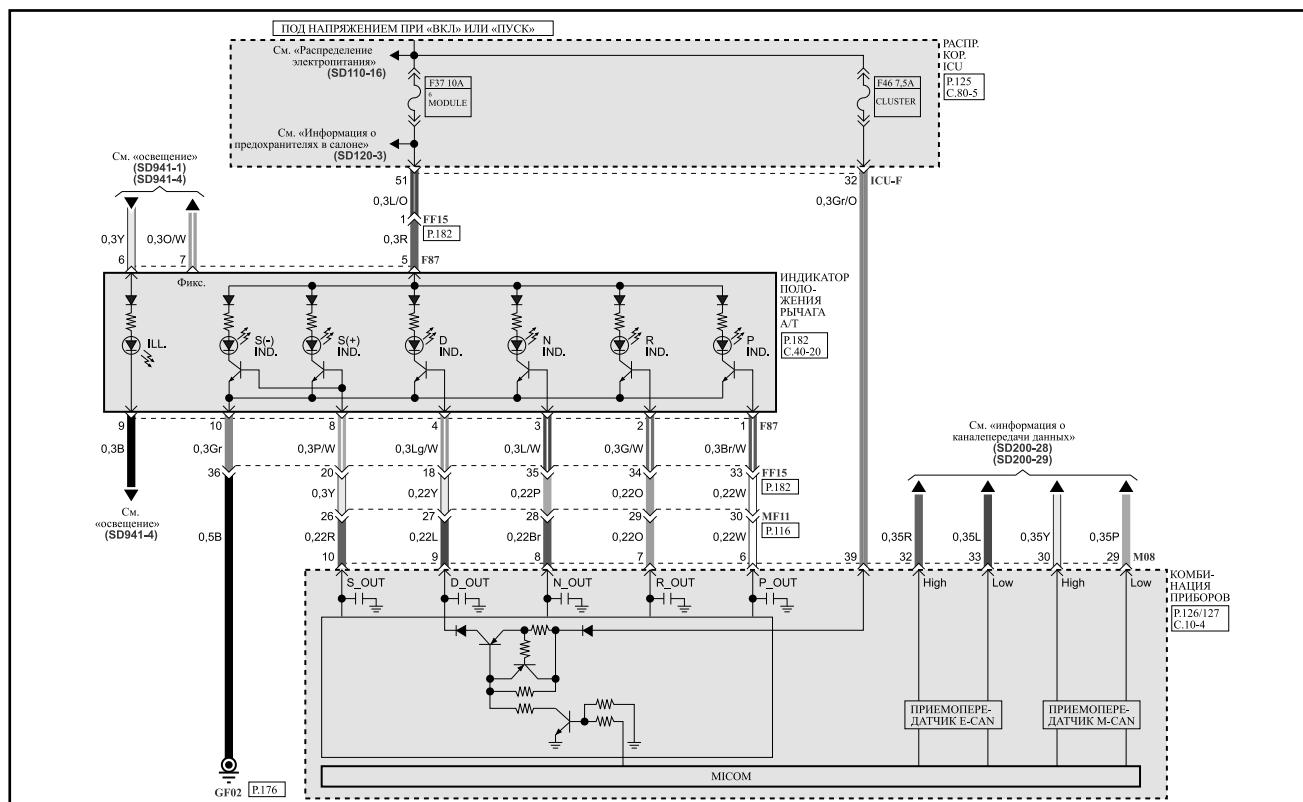 ПОД НАПРЯЖЕНИЕМ ПРИ «ВКЛ» ИЛИ «ПУСК»
См. «Распределение
электропитания»
(SD110-16)
F37 10A
6
MODULE
F46 7,5A
CLUSTER
РАСПР.
КОР.
ICU
P.125
C.80-5
См. «Информация о
предохранителях в салоне»
(SD120-3)
См. «освещение»
(SD941-1)
(SD941-4)
51
32
ICU-F
0,3L/O
0,3Gr/O
1
FF15
P.182
0,3Y
0,3O/W
0,3R
6
7
5
F87
Фикс.
ИНДИКАТОР
ПОЛО-
ЖЕНИЯ
РЫЧАГА
A/T
P.182
C.40-20
ILL.
S(-)
IND.
S(+)
IND.
D
IND.
N
IND.
R
IND.
P
IND.
9
10
8
4
3
2
1
F87
0,3B
0,3Gr
0,3P/W
0,3Lg/W
0,3L/W
0,3G/W
0,3Br/W
См. «информация о
каналепередачи данных»
(SD200-28)
(SD200-29)
36
20
18
35
34
33
FF15
P.182
0,3Y
0,22Y
0,22P
0,22O
0,22W
См.
«освещение»
(SD941-4)
26
27
28
29
30
MF11
P.116
0,5B
0,22R
0,22L
0,22Br
0,22O
0,22W
0,35R
0,35L
0,35Y
0,35P
10
9
8
7
6
39
32
33
30
29
M08
S_OUT
D_OUT
N_OUT
R_OUT
P_OUT
High
Low
High
Low
КОМБИ-
НАЦИЯ
ПРИБОРОВ
P.126/127
C.10-4
ПРИЕМОПЕРЕ-
ДАТЧИК E-CAN
ПРИЕМОПЕРЕ-
ДАТЧИК M-CAN
MICOM
GF02
P.176